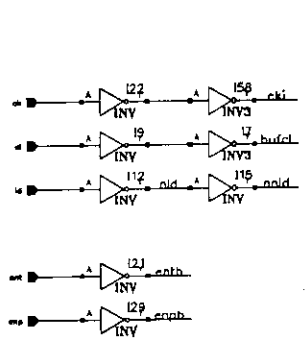 A I22 A I58 cki
INV INV3
A I9 I7 bufcl
INV INV3
A I12 nld A I15 nnld
INV INV
A I21 entb
INV
enp A I29 enpb
INV